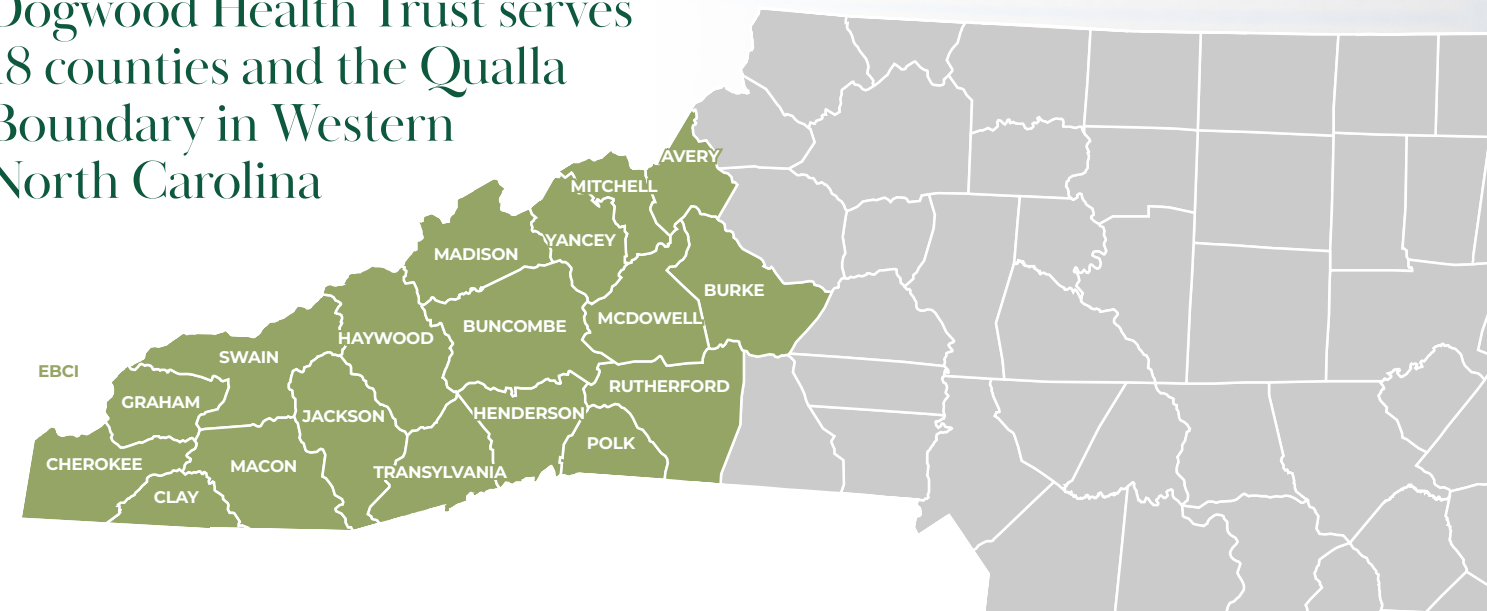 Dogwood Health Trust serves
18 counties and the Qualla
Boundary in Western
North Carolina
AVERY
MITCHELL
YANCEY
MADISON
BURKE
MCDOWELL
BUNCOMBE
HAYWOOD
SWAIN
EBCI
RUTHERFORD
GRAHAM
HENDERSON
JACKSON
POLK
CHEROKEE
MACON
TRANSYLVANIA
CLAY